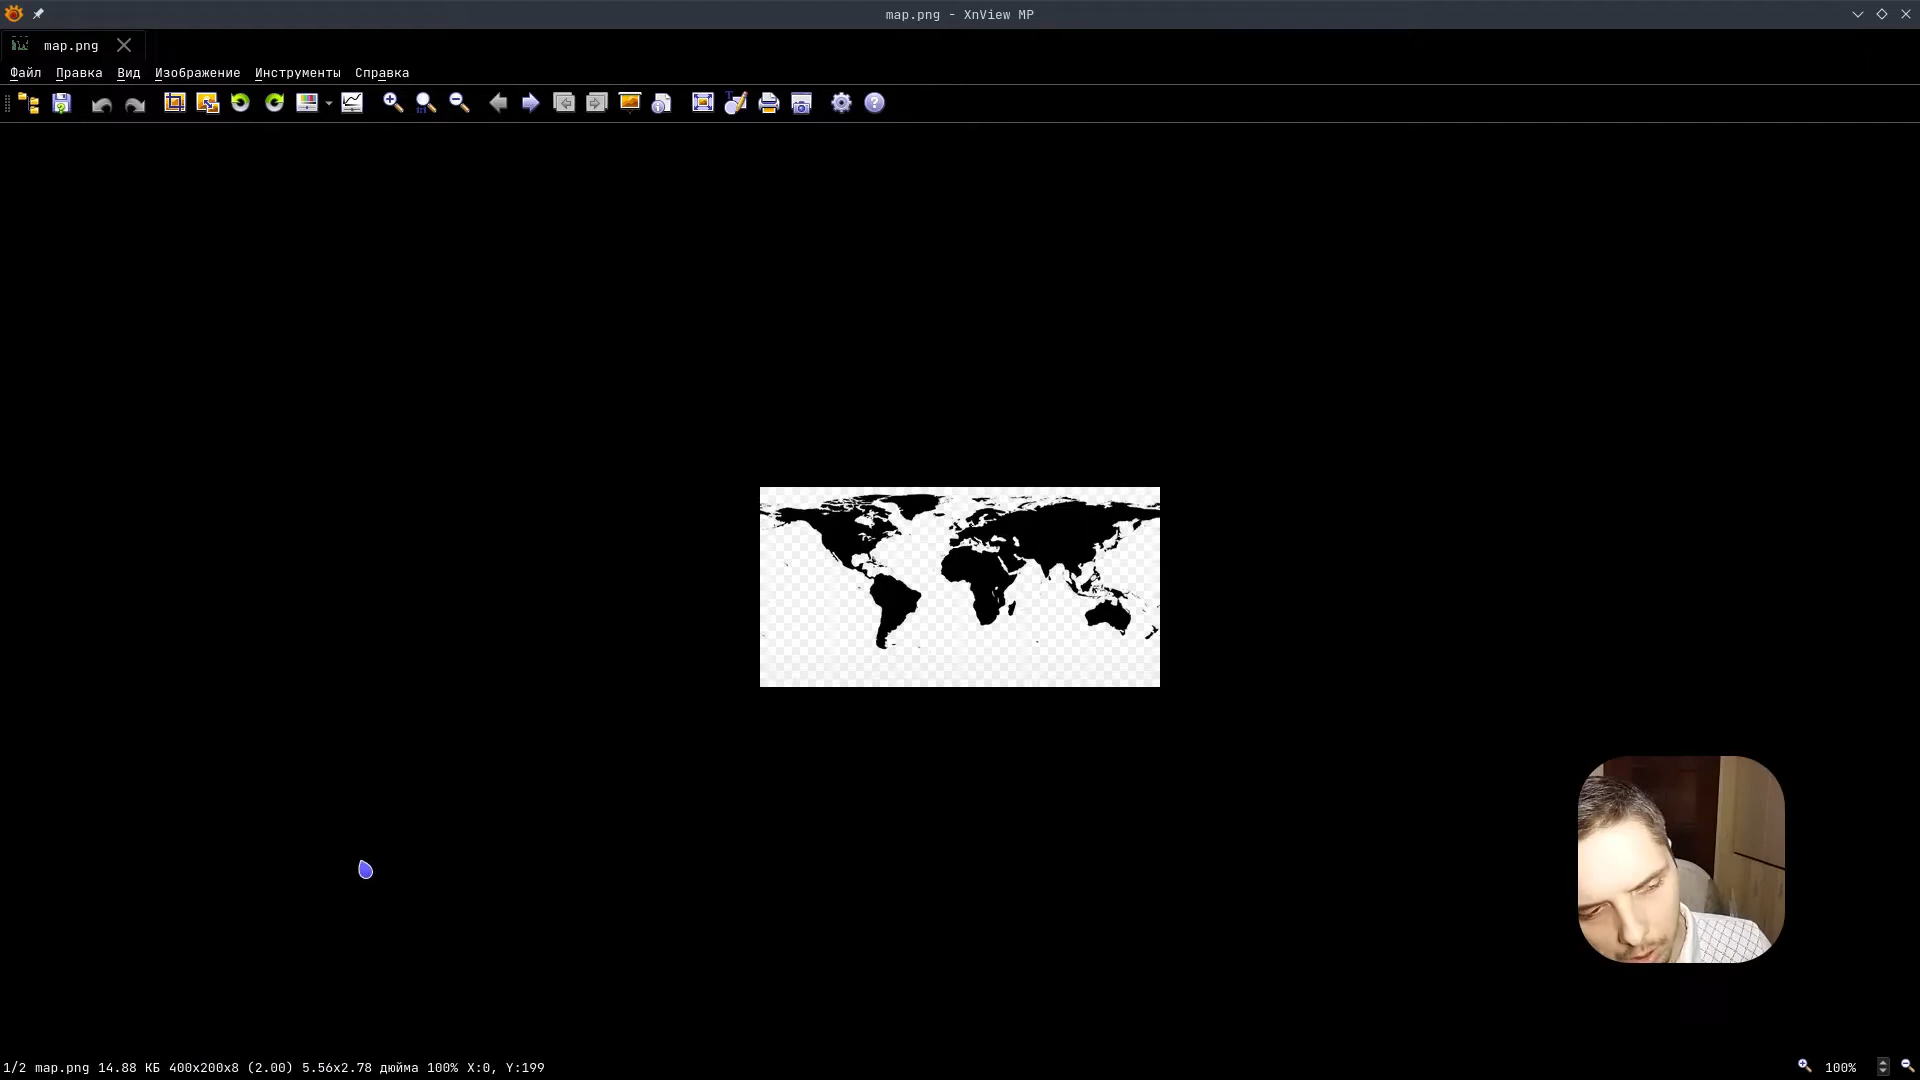 map.png - XnView MP
map.png
Файл Правка Вид Изображение Инструменты Справка
1/2 map.png 14.88 КБ 400x200x8 (2.00) 5.56x2.78 дюйма 100% X:0, Y:199
100%